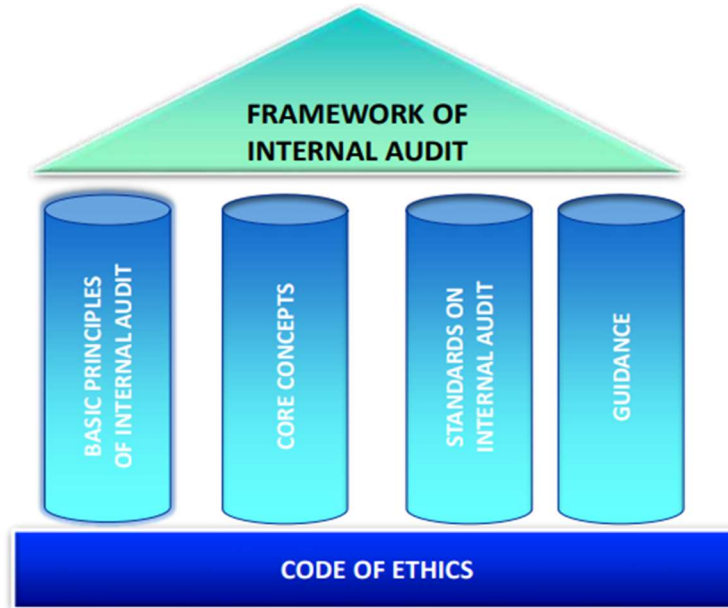 FRAMEWORK OF
INTERNAL AUDIT
BASIC PRINCIPLES
OF INTERNAL AUDIT
CORE CONCEPTS
STANDARDS ON
INTERNAL AUDIT
GUIDANCE
CODE OF ETHICS